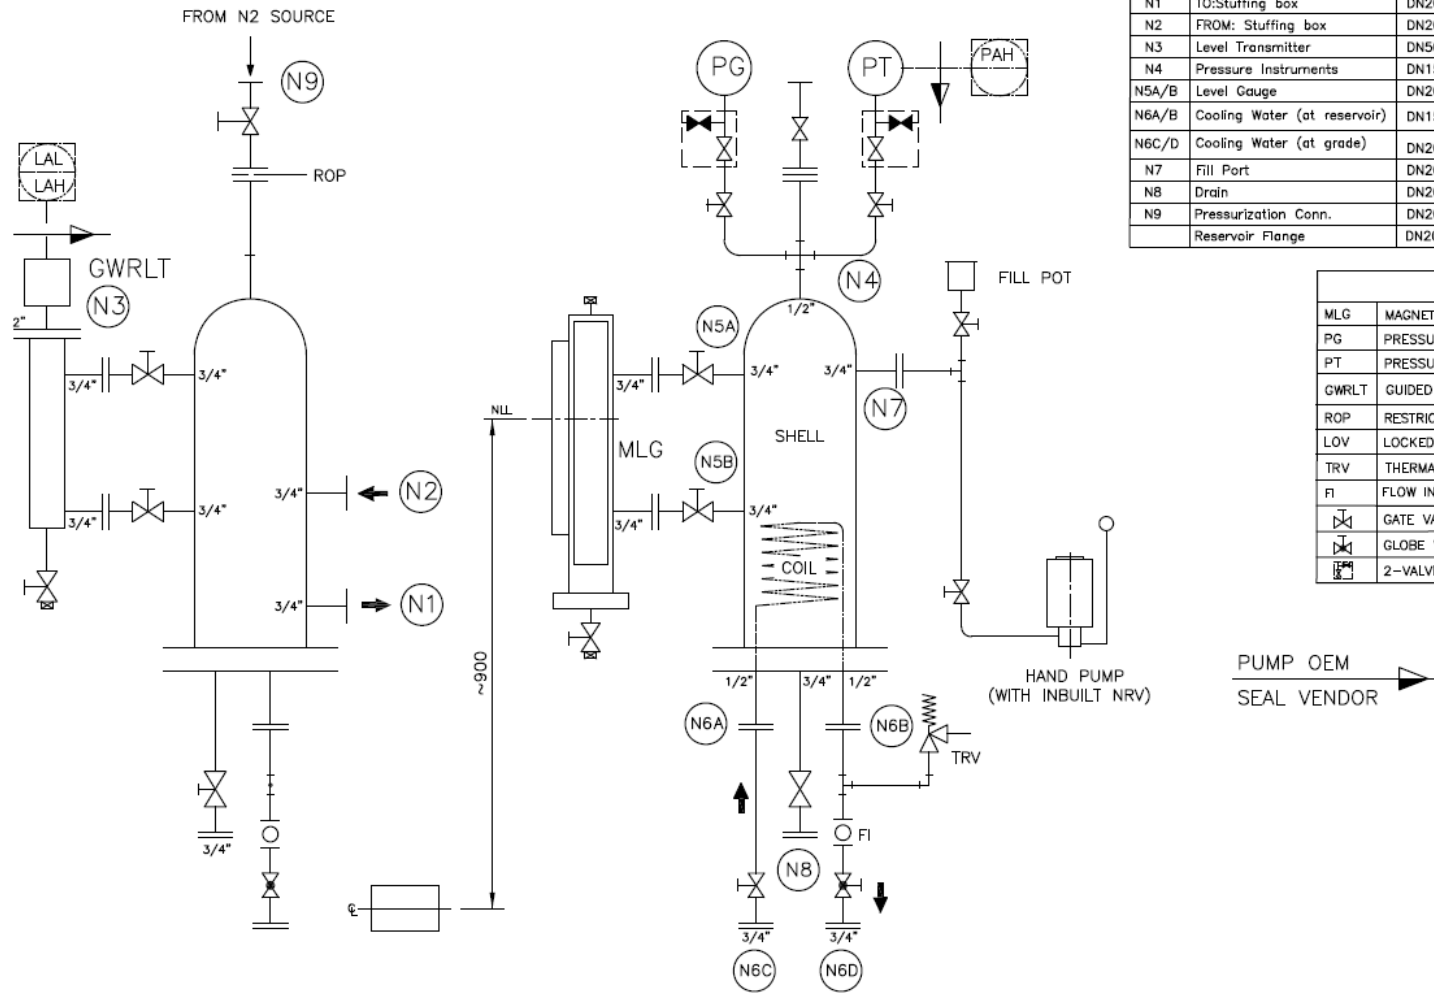 FROM N2 SOURCE
N9
ROP
LAL
LAH
GWRLT
N3
2"
3/4"
3/4"
3/4"
3/4"
3/4"
N2
3/4"
N1
3/4"
NLL
~900
℄
PG
PT
PAH
N4
1/2"
N5A
3/4"
3/4"
3/4"
N7
FILL POT
SHELL
MLG
N5B
3/4"
3/4"
COIL
HAND PUMP
(WITH INBUILT NRV)
1/2"
3/4"
1/2"
N6A
N6B
TRV
FI
N8
3/4"
3/4"
N6C
N6D
N1 TO:Stuffing box
N2 FROM: Stuffing box
N3 Level Transmitter
N4 Pressure Instruments
N5A/B Level Gauge
N6A/B Cooling Water (at reservoir)
N6C/D Cooling Water (at grade)
N7 Fill Port
N8 Drain
N9 Pressurization Conn.
Reservoir Flange
MLG
PG
PT
GWRLT GUIDED
ROP
LOV LOCKED
TRV
FI FLOW
GATE
GLOBE
PUMP OEM
SEAL VENDOR